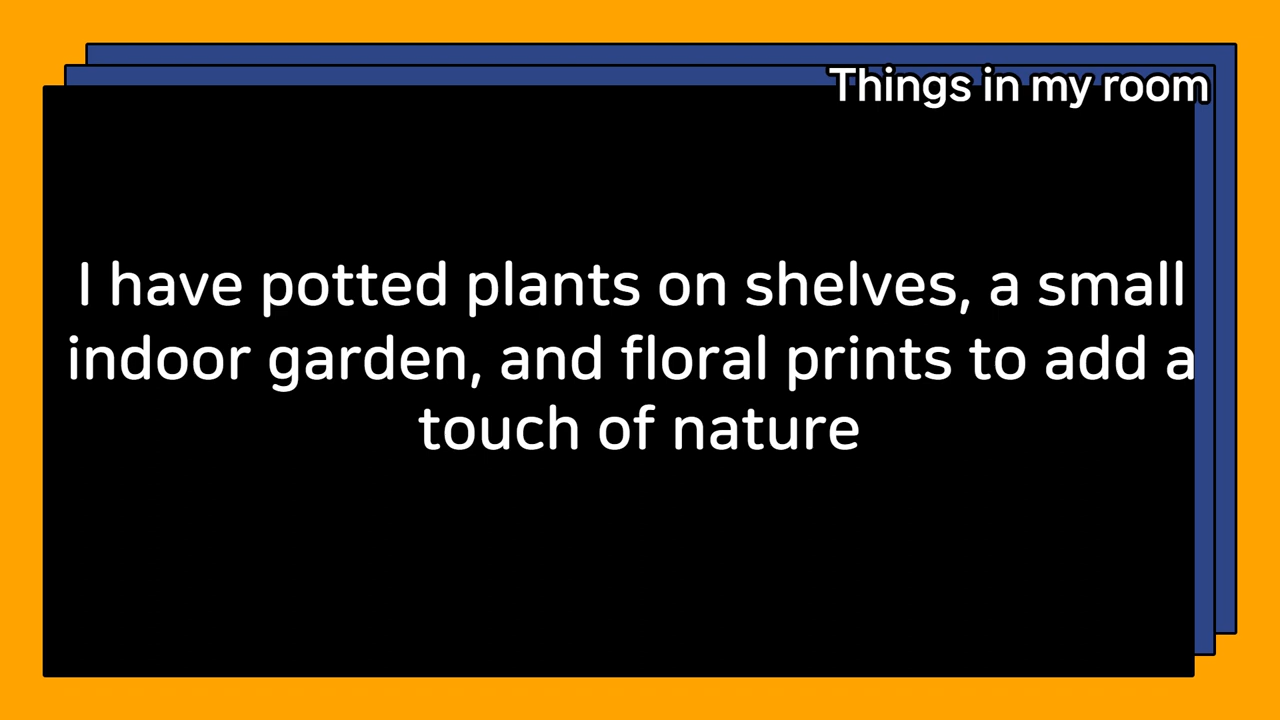 Things in my room
I have potted plants on shelves, a small
indoor garden, and floral prints to add a
touch of nature